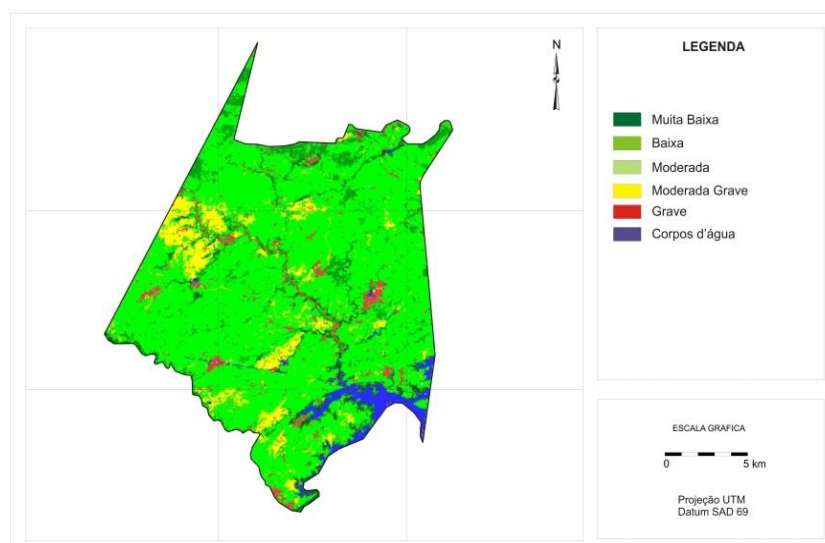 N
LEGENDA
Muita Baixa
Baixa
Moderada
Moderada Grave
Grave
Corpos d'água
ESCALA GRAFICA
0 5 km
Projeção UTM
Datum SAD 69